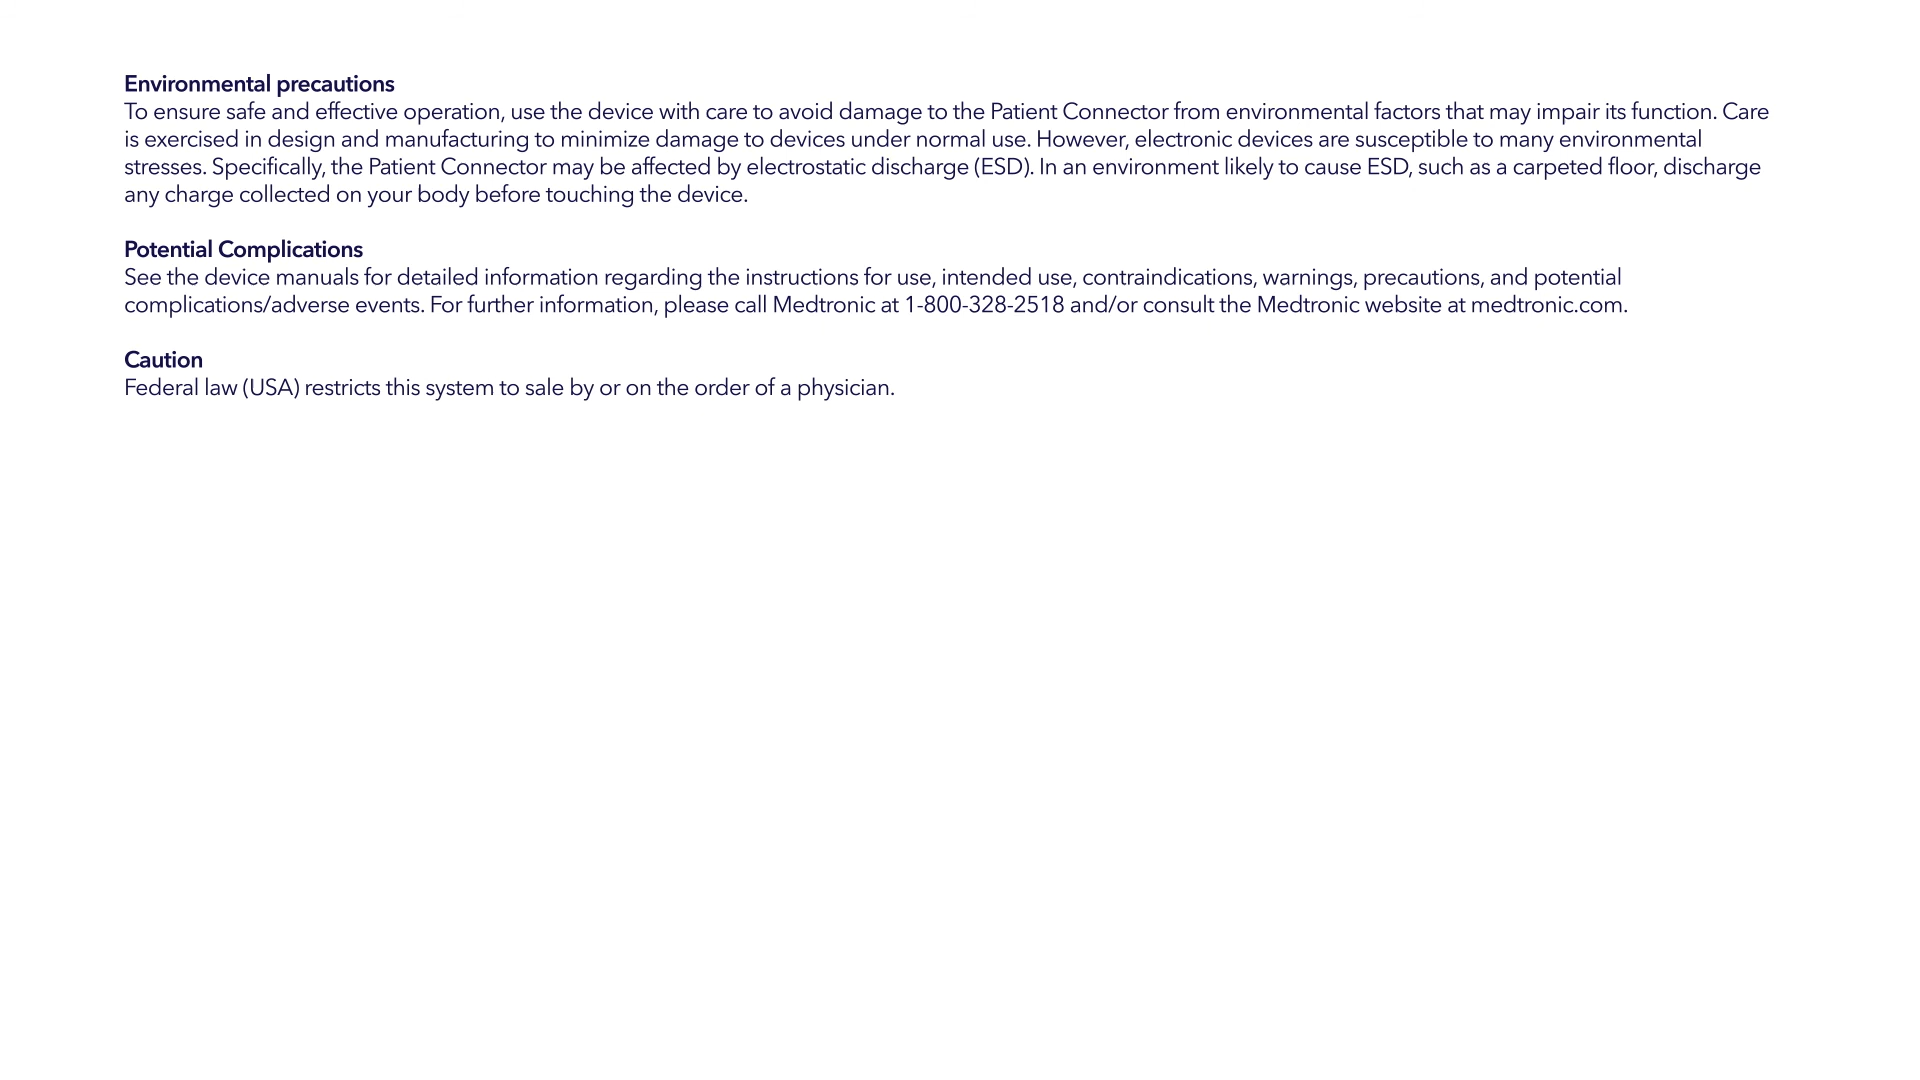 Environmental precautions
To ensure safe and effective operation, use the device with care to avoid damage to the Patient Connector from environmental factors that may impair its function. Care
is exercised in design and manufacturing to minimize damage to devices under normal use. However, electronic devices are susceptible to many environmental
stresses. Specifically, the Patient Connector may be affected by electrostatic discharge (ESD). In an environment likely to cause ESD, such as a carpeted floor, discharge
any charge collected on your body before touching the device.
Potential Complications
See the device manuals for detailed information regarding the instructions for use, intended use, contraindications, warnings, precautions, and potential
complications/adverse events. For further information, please call Medtronic at 1-800-328-2518 and/or consult the Medtronic website at medtronic.com.
Caution
Federal law (USA) restricts this system to sale by or on the order of a physician.